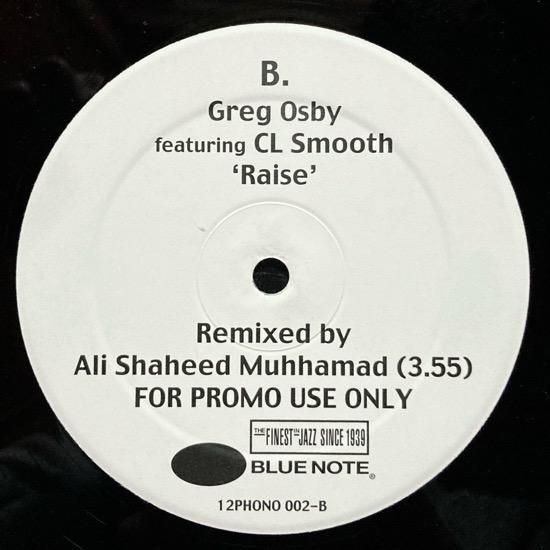 B.
Greg Osby
featuring CL Smooth
‘Raise’
Remixed by
Ali Shaheed Muhhamad (3.55)
FOR PROMO USE ONLY
THE FINEST IN JAZZ SINCE 1939
BLUE NOTE®
12PHONO 002-B